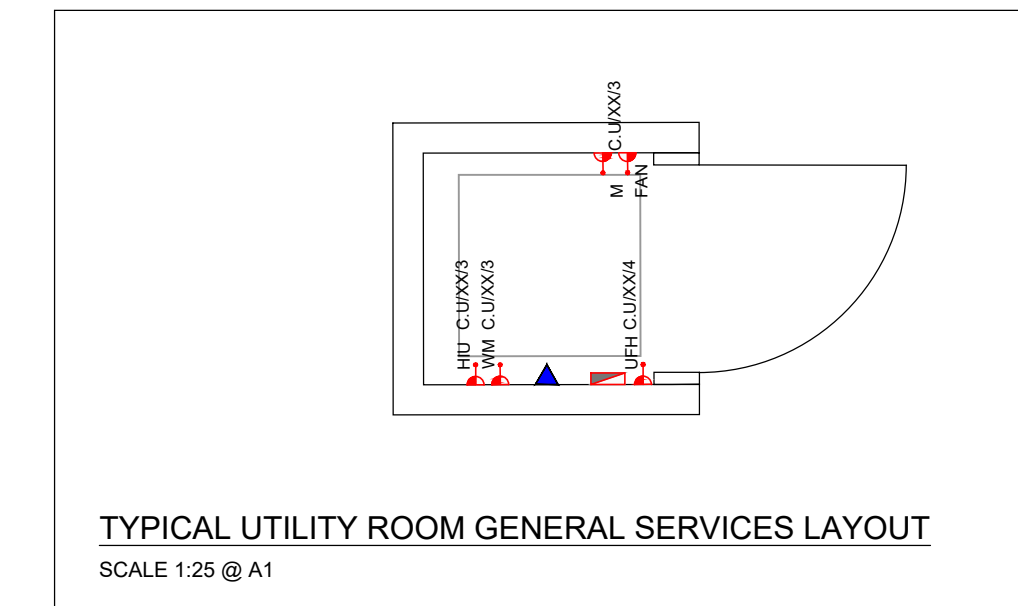 C.U/XX/3
M
FAN
HIU C.U/XX/3
WM C.U/XX/3
UFH C.U/XX/4
TYPICAL UTILITY ROOM GENERAL SERVICES LAYOUT
SCALE 1:25 @ A1